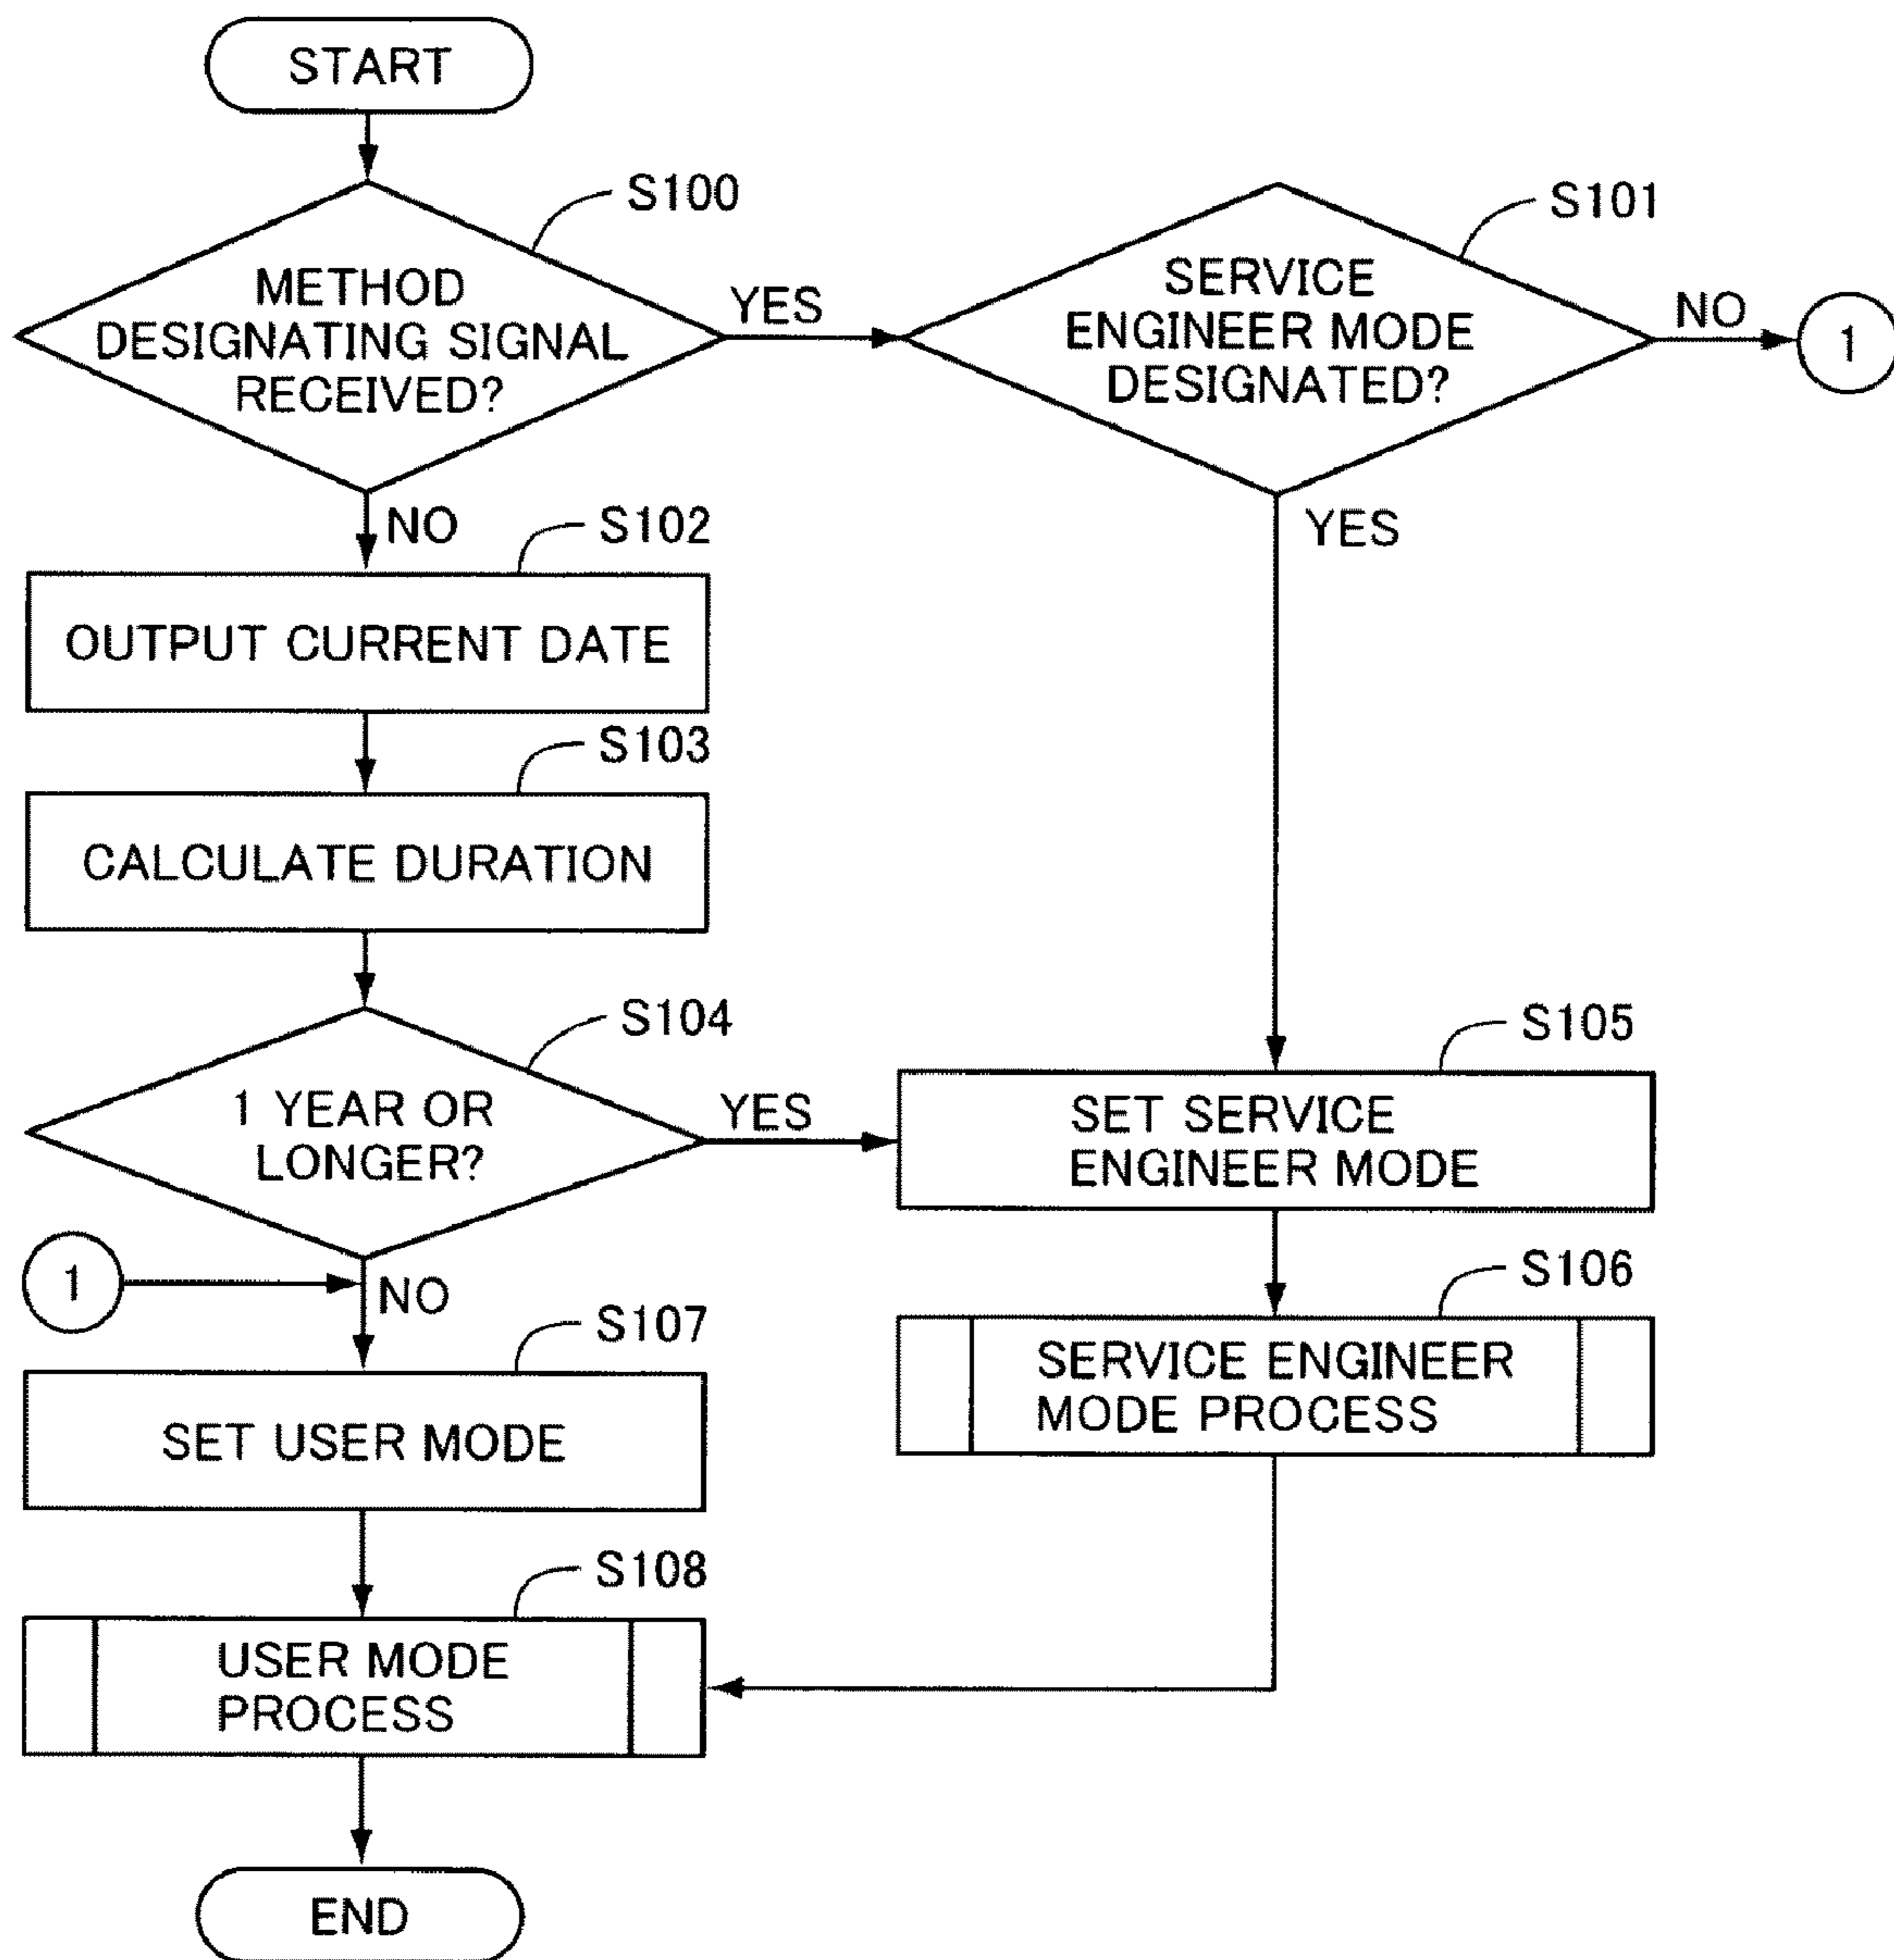 START
S100
METHOD
DESIGNATING SIGNAL
RECEIVED?
YES
S101
SERVICE
ENGINEER MODE
DESIGNATED?
NO
1
YES
NO
S102
OUTPUT CURRENT DATE
S103
CALCULATE DURATION
S104
1 YEAR OR
LONGER?
YES
S105
SET SERVICE
ENGINEER MODE
1
NO
S106
SERVICE ENGINEER
MODE PROCESS
S107
SET USER MODE
S108
USER MODE
PROCESS
END